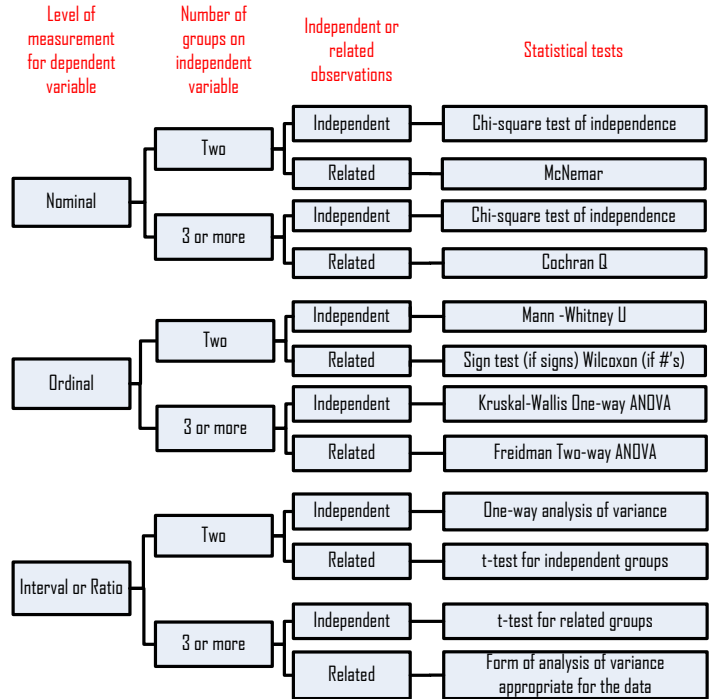 Level of
measurement
for dependent
variable
Number of
groups on
independent
variable
Independent or
related
observations
Statistical tests
Nominal
Two
Independent
Chi-square test of independence
Related
McNemar
3 or more
Independent
Chi-square test of independence
Related
Cochran Q
Ordinal
Two
Independent
Mann -Whitney U
Related
Sign test (if signs) Wilcoxon (if #'s)
3 or more
Independent
Kruskal-Wallis One-way ANOVA
Related
Freidman Two-way ANOVA
Interval or Ratio
Two
Independent
One-way analysis of variance
Related
t-test for independent groups
3 or more
Independent
t-test for related groups
Related
Form of analysis of variance
appropriate for the data